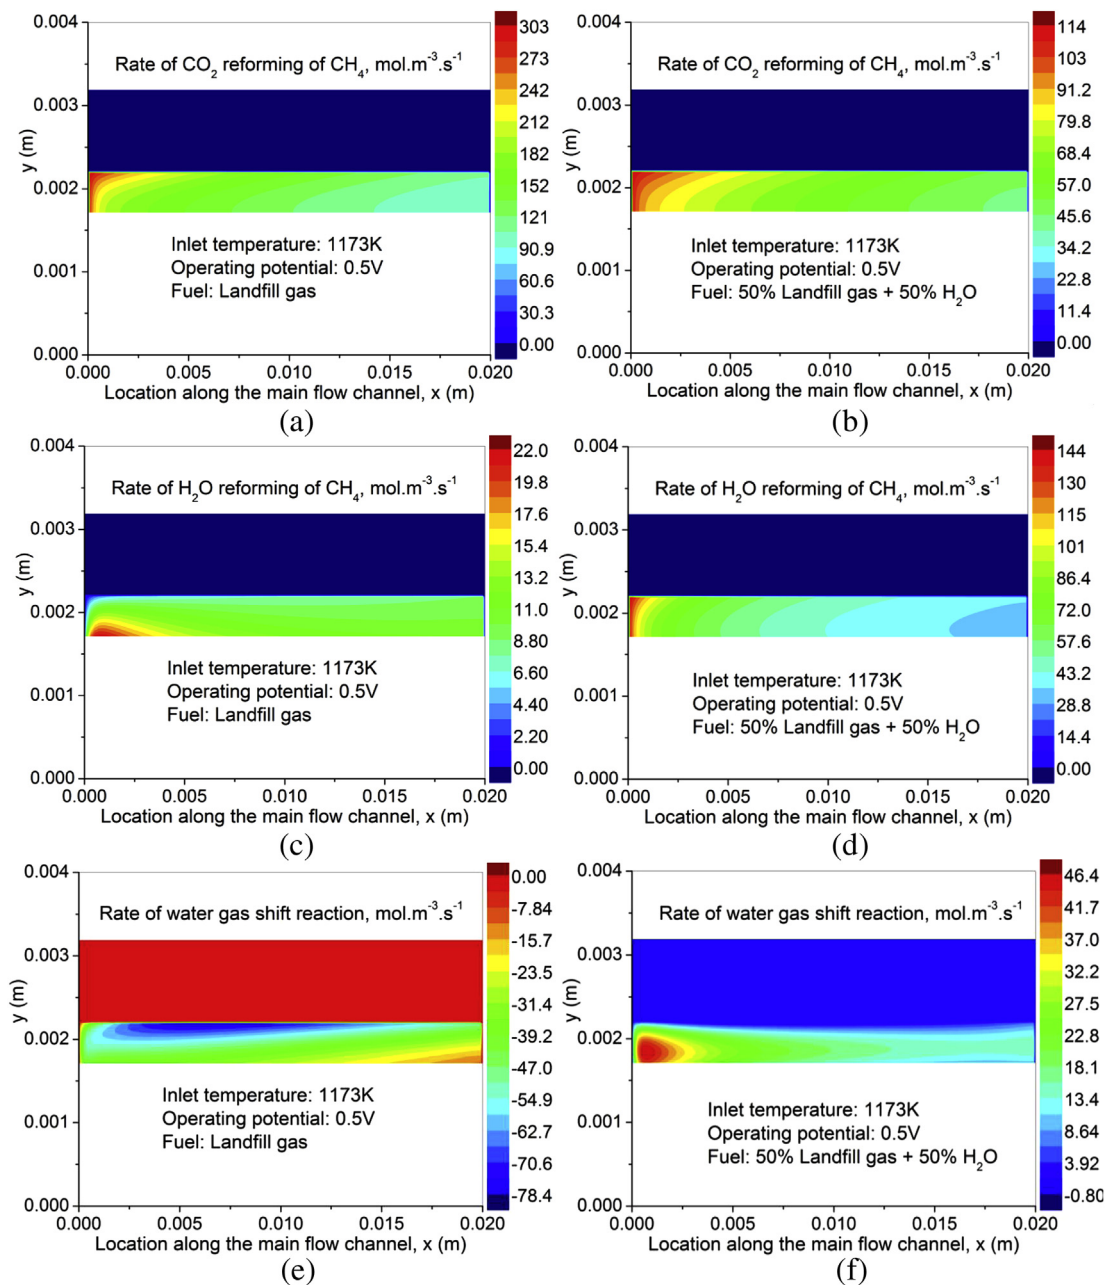 0.004
0.003
0.002
0.001
0.000
y (m)
Rate of CO₂ reforming of CH₄, mol.m⁻³.s⁻¹
Inlet temperature: 1173K
Operating potential: 0.5V
Fuel: Landfill gas
303
273
242
212
182
152
121
90.9
60.6
30.3
0.00
0.000 0.005 0.010 0.015 0.020
Location along the main flow channel, x (m)
(a)
0.004
0.003
0.002
0.001
0.000
y (m)
Rate of CO₂ reforming of CH₄, mol.m⁻³.s⁻¹
Inlet temperature: 1173K
Operating potential: 0.5V
Fuel: 50% Landfill gas + 50% H₂O
114
103
91.2
79.8
68.4
57.0
45.6
34.2
22.8
11.4
0.00
0.000 0.005 0.010 0.015 0.020
Location along the main flow channel, x (m)
(b)
0.004
0.003
0.002
0.001
0.000
y (m)
Rate of H₂O reforming of CH₄, mol.m⁻³.s⁻¹
Inlet temperature: 1173K
Operating potential: 0.5V
Fuel: Landfill gas
22.0
19.8
17.6
15.4
13.2
11.0
8.80
6.60
4.40
2.20
0.00
0.000 0.005 0.010 0.015 0.020
Location along the main flow channel, x (m)
(c)
0.004
0.003
0.002
0.001
0.000
y (m)
Rate of H₂O reforming of CH₄, mol.m⁻³.s⁻¹
Inlet temperature: 1173K
Operating potential: 0.5V
Fuel: 50% Landfill gas + 50% H₂O
144
130
115
101
86.4
72.0
57.6
43.2
28.8
14.4
0.00
0.000 0.005 0.010 0.015 0.020
Location along the main flow channel, x (m)
(d)
0.004
0.003
0.002
0.001
0.000
y (m)
Rate of water gas shift reaction, mol.m⁻³.s⁻¹
Inlet temperature: 1173K
Operating potential: 0.5V
Fuel: Landfill gas
0.00
-7.84
-15.7
-23.5
-31.4
-39.2
-47.0
-54.9
-62.7
-70.6
-78.4
0.000 0.005 0.010 0.015 0.020
Location along the main flow channel, x (m)
(e)
0.004
0.003
0.002
0.001
0.000
y (m)
Rate of water gas shift reaction, mol.m⁻³.s⁻¹
Inlet temperature: 1173K
Operating potential: 0.5V
Fuel: 50% Landfill gas + 50% H₂O
46.4
41.7
37.0
32.2
27.5
22.8
18.1
13.4
8.64
3.92
-0.80
0.000 0.005 0.010 0.015 0.020
Location along the main flow channel, x (m)
(f)